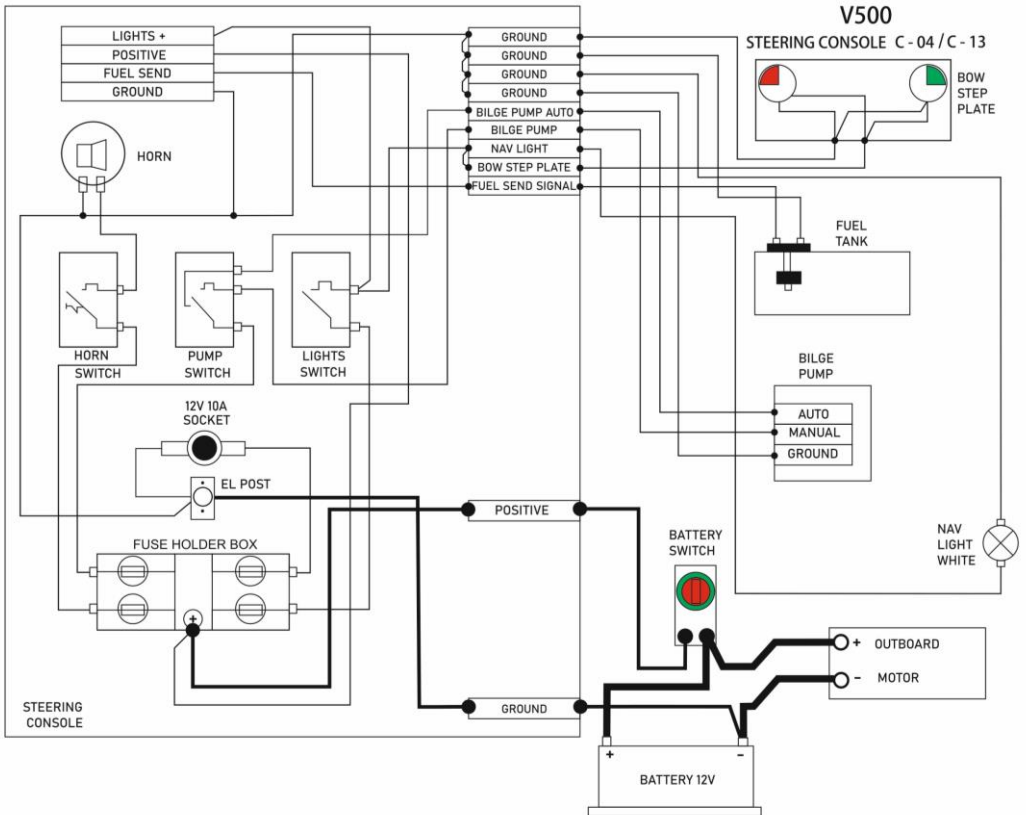 V500
STEERING CONSOLE C - 04 / C - 13
LIGHTS +
POSITIVE
FUEL SEND
GROUND
HORN
GROUND
GROUND
GROUND
GROUND
BILGE PUMP AUTO
BILGE PUMP
NAV LIGHT
BOW STEP PLATE
FUEL SEND SIGNAL
BOW
STEP
PLATE
FUEL
TANK
HORN
SWITCH
PUMP
SWITCH
LIGHTS
SWITCH
BILGE
PUMP
AUTO
MANUAL
GROUND
12V 10A
SOCKET
EL POST
FUSE HOLDER BOX
+
POSITIVE
BATTERY
SWITCH
NAV
LIGHT
WHITE
+ OUTBOARD
- MOTOR
STEERING
CONSOLE
GROUND
+ -
BATTERY 12V